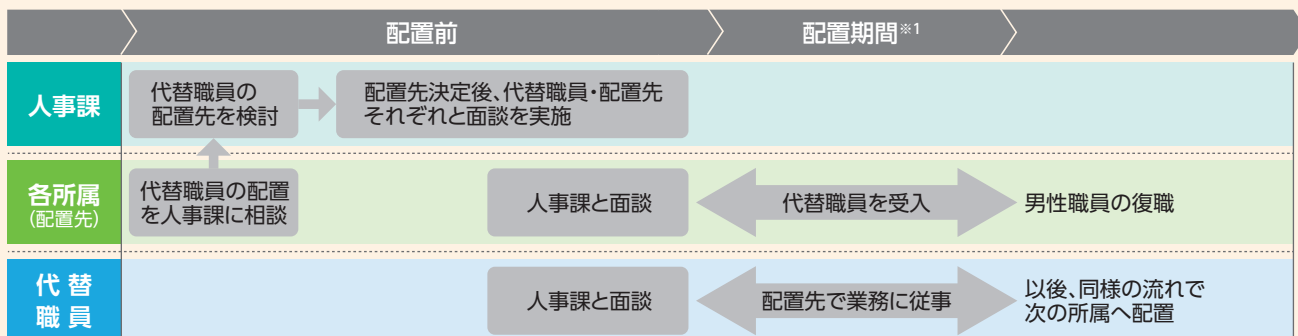 配置前
配置期間※1
人事課
代替職員の
配置先を検討
配置先決定後、代替職員・配置先
それぞれと面談を実施
各所属
(配置先)
代替職員の配置
を人事課に相談
人事課と面談
代替職員を受入
男性職員の復職
代替
職員
人事課と面談
配置先で業務に従事
以後、同様の流れで
次の所属へ配置